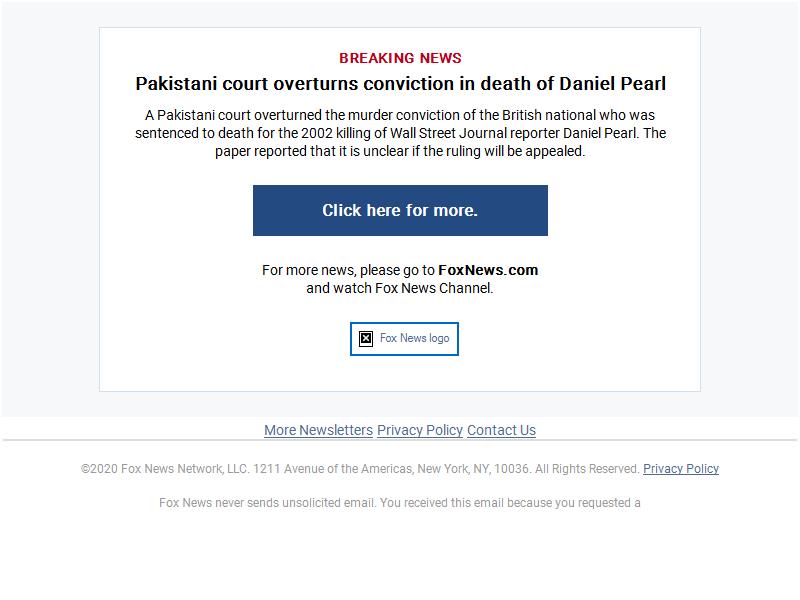 BREAKING NEWS
Pakistani court overturns conviction in death of Daniel Pearl
A Pakistani court overturned the murder conviction of the British national who was
sentenced to death for the 2002 killing of Wall Street Journal reporter Daniel Pearl. The
paper reported that it is unclear if the ruling will be appealed.
Click here for more.
For more news, please go to FoxNews.com
and watch Fox News Channel.
Fox News logo
More Newsletters Privacy Policy Contact Us
©2020 Fox News Network, LLC. 1211 Avenue of the Americas, New York, NY, 10036. All Rights Reserved. Privacy Policy
Fox News never sends unsolicited email. You received this email because you requested a